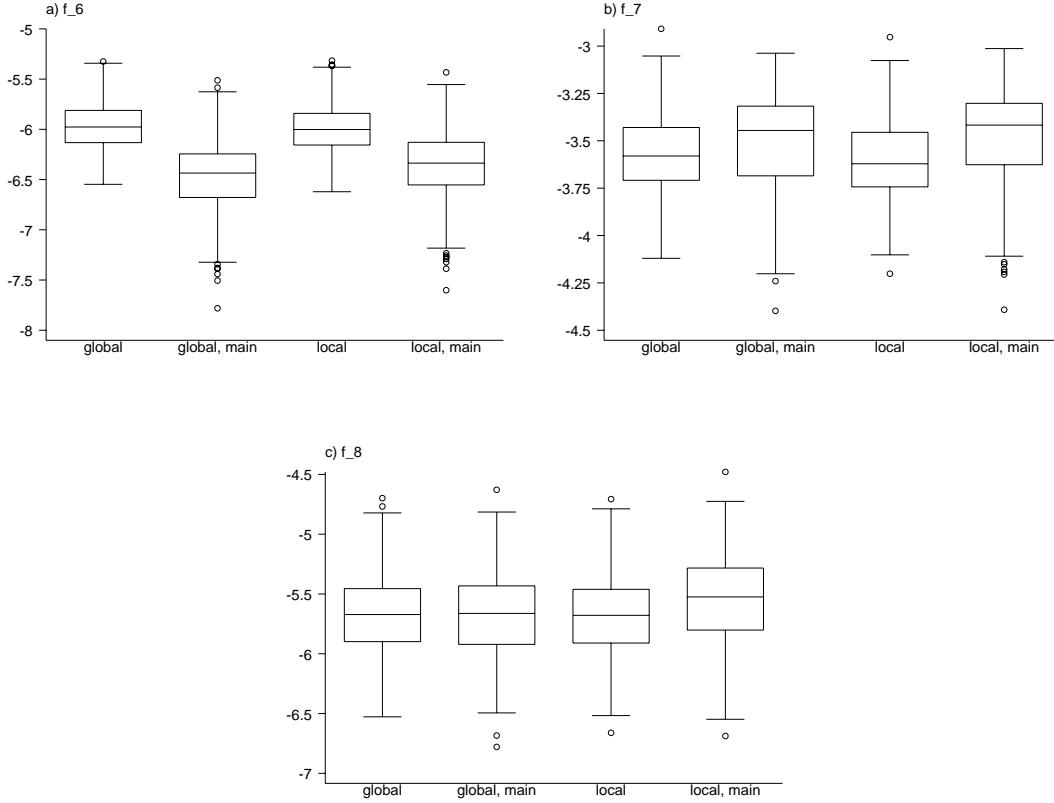 a) f_6
-5
-5.5
-6
-6.5
-7
-7.5
-8
global
global, main
local
local, main
b) f_7
-3
-3.25
-3.5
-3.75
-4
-4.25
-4.5
global
global, main
local
local, main
c) f_8
-4.5
-5
-5.5
-6
-6.5
-7
global
global, main
local
local, main